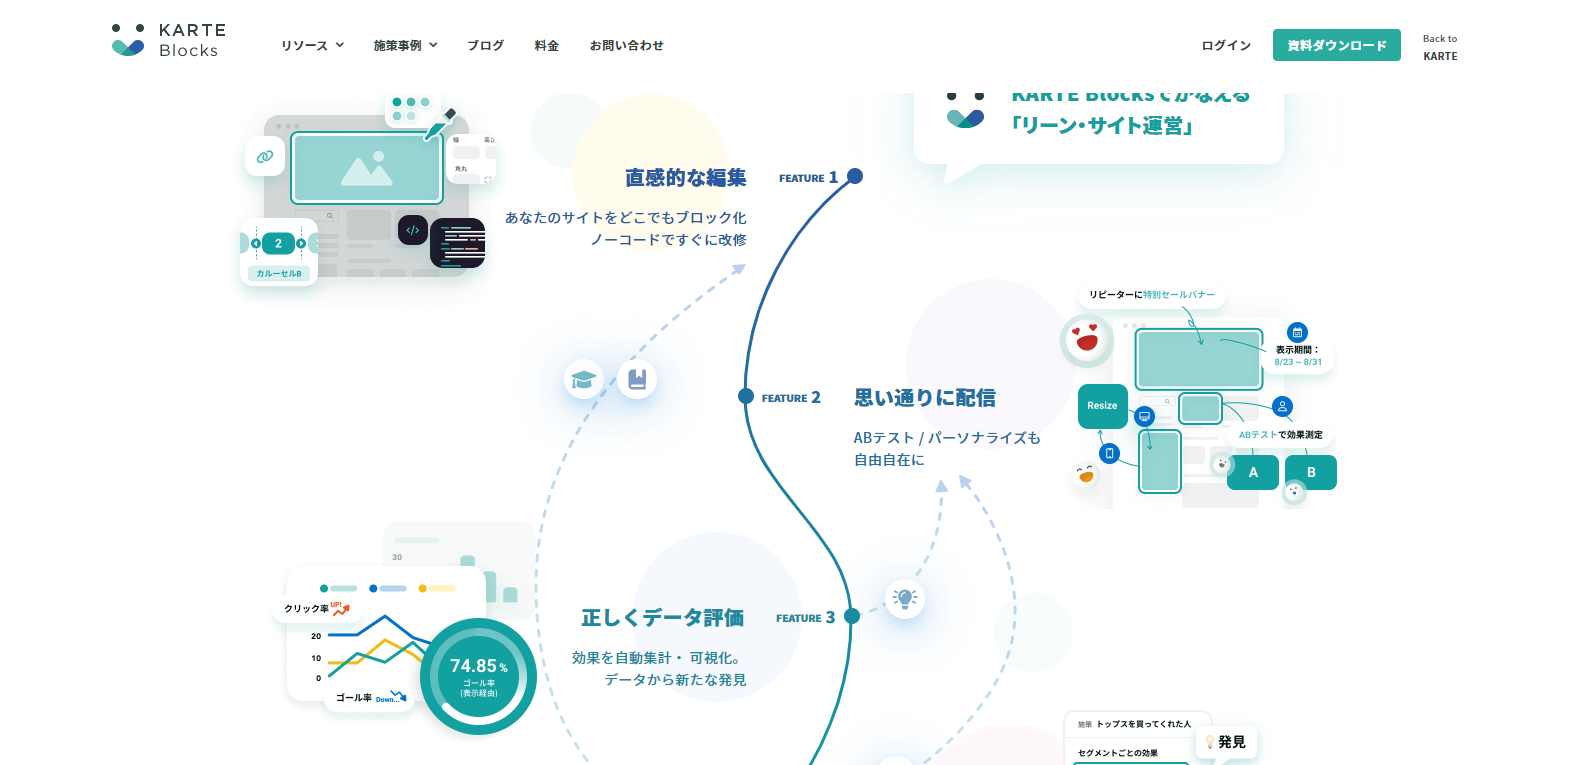 KARTE
Blocks
リソース
施策事例
ブログ
料金
お問い合わせ
ログイン
資料ダウンロード
Back to
KARTE
KARTE Blocksでかなえる
「リーン・サイト運営」
幅
角丸
2
カルーセルB
直感的な編集
FEATURE 1
あなたのサイトをどこでもブロック化
ノーコードですぐに改修
リピーターに特別セールバナー
表示期間：
8/23 ~ 8/31
Resize
ABテストで効果測定
A
B
FEATURE 2
思い通りに配信
ABテスト / パーソナライズも
自由自在に
30
クリック率 UP!
20
10
0
74.85 %
ゴール率
(表示経由)
ゴール率 Down...
正しくデータ評価
FEATURE 3
効果を自動集計・可視化。
データから新たな発見
施策 トップスを買ってくれた人
セグメントごとの効果
発見